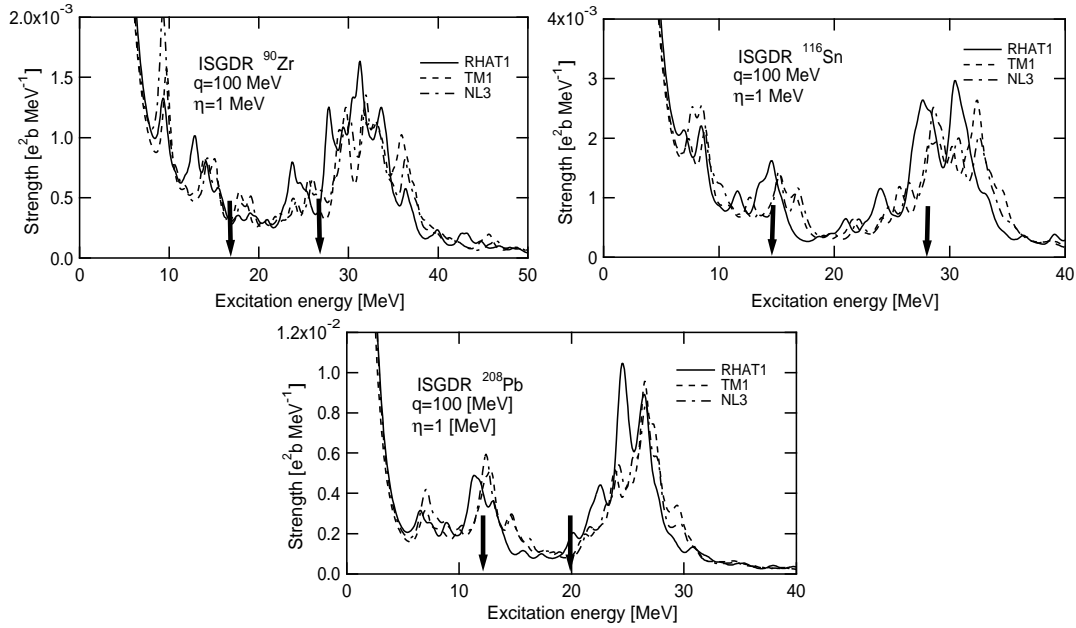 2.0x10⁻³
1.5
1.0
0.5
0.0
Strength [e²b MeV⁻¹]
ISGDR ⁹⁰Zr
q=100 MeV
η=1 MeV
RHAT1
TM1
NL3
10
20
30
40
50
Excitation energy [MeV]
4x10⁻³
3
2
1
0
Strength [e²b MeV⁻¹]
ISGDR ¹¹⁶Sn
q=100 MeV
η=1 MeV
RHAT1
TM1
NL3
0
10
20
30
40
Excitation energy [MeV]
1.2x10⁻²
1.0
0.8
0.6
0.4
0.2
0.0
Strength [e²b MeV⁻¹]
ISGDR ²⁰⁸Pb
q=100 [MeV]
η=1 [MeV]
RHAT1
TM1
NL3
0
10
20
30
40
Excitation energy [MeV]